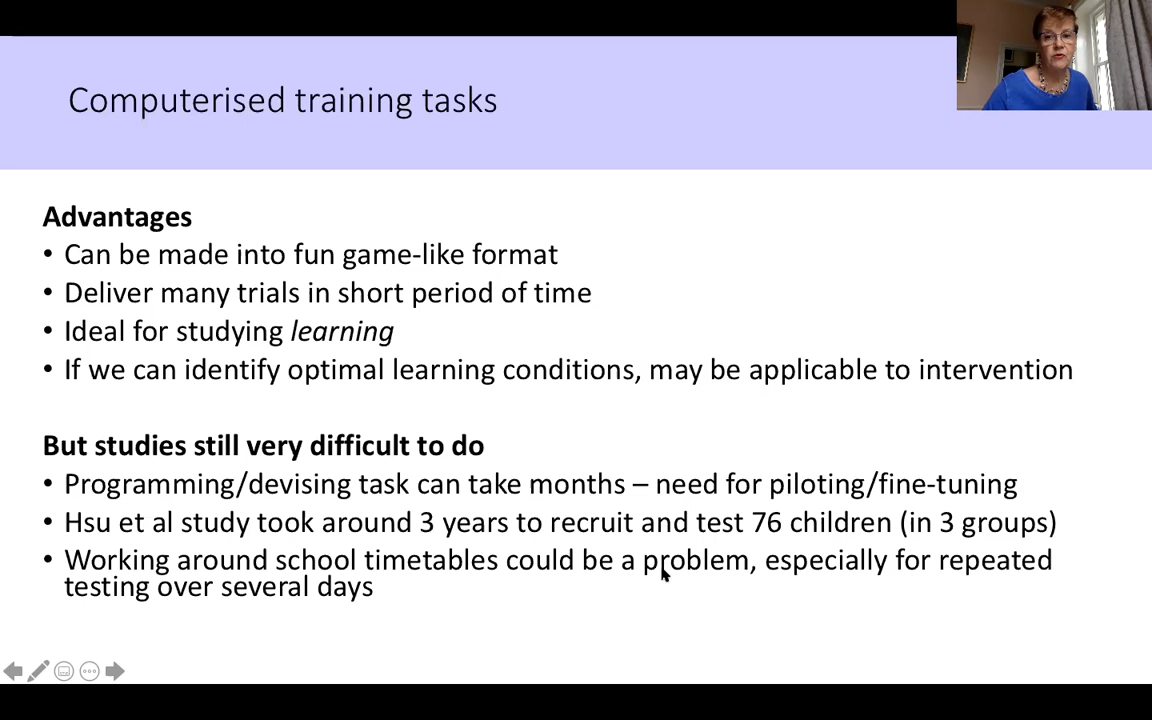 Computerised training tasks
Advantages
• Can be made into fun game-like format
• Deliver many trials in short period of time
• Ideal for studying learning
• If we can identify optimal learning conditions, may be applicable to intervention
But studies still very difficult to do
• Programming/devising task can take months – need for piloting/fine-tuning
• Hsu et al study took around 3 years to recruit and test 76 children (in 3 groups)
• Working around school timetables could be a problem, especially for repeated
testing over several days